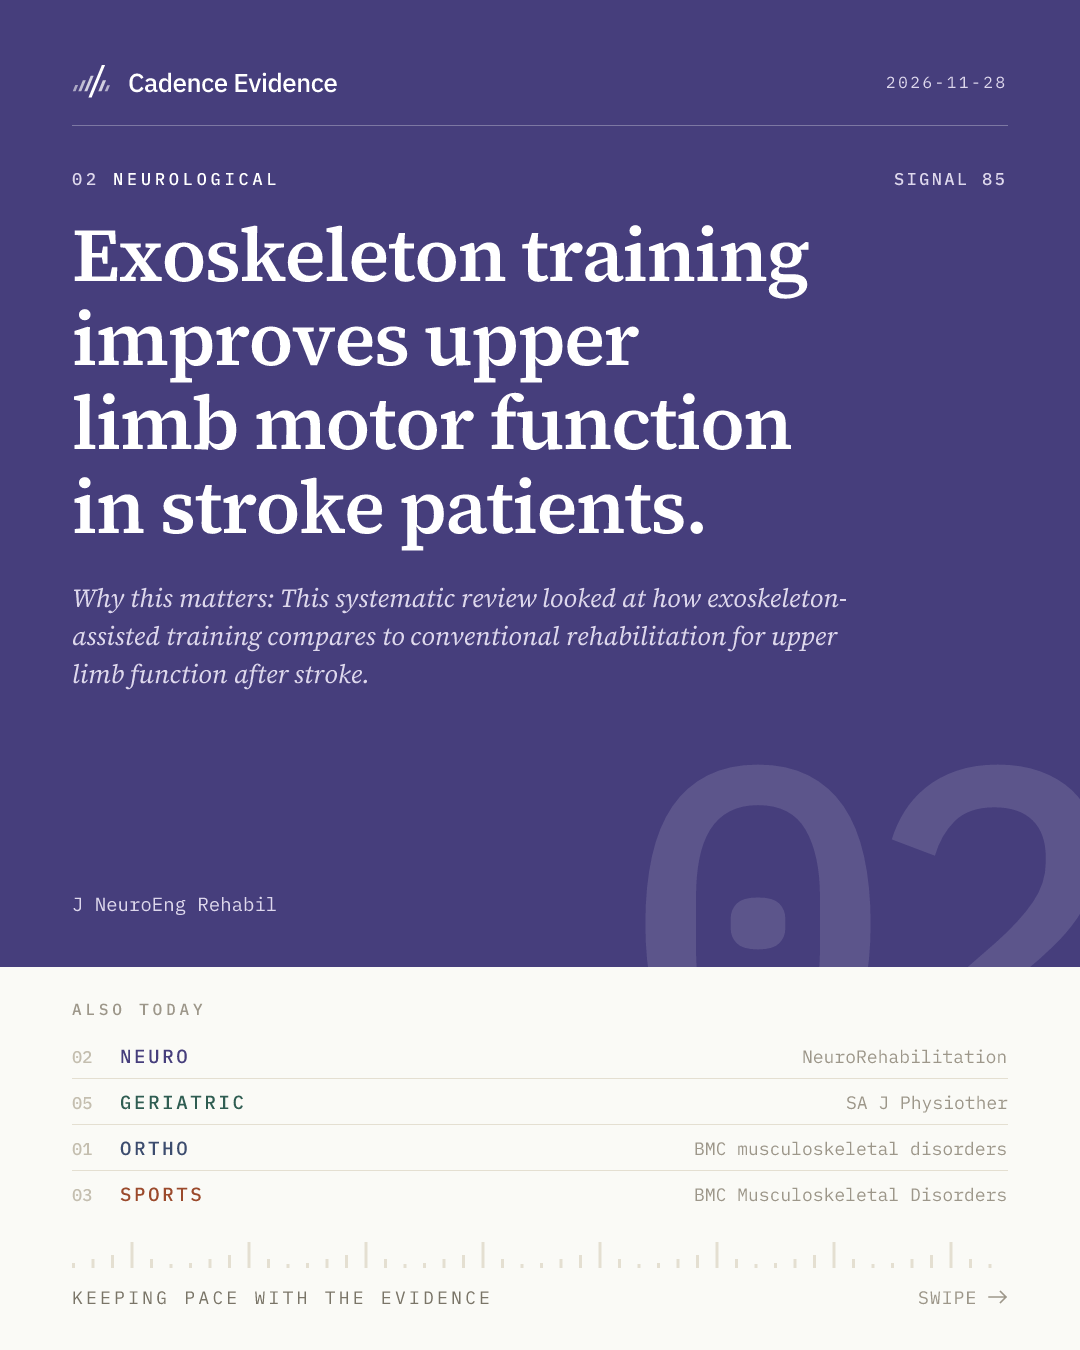 Cadence Evidence
2026-11-28
02 NEUROLOGICAL
SIGNAL 85
Exoskeleton training
improves upper
limb motor function
in stroke patients.
Why this matters: This systematic review looked at how exoskeleton-
assisted training compares to conventional rehabilitation for upper
limb function after stroke.
02
J NeuroEng Rehabil
ALSO TODAY
02 NEURO NeuroRehabilitation
05 GERIATRIC SA J Physiother
01 ORTHO BMC musculoskeletal disorders
03 SPORTS BMC Musculoskeletal Disorders
KEEPING PACE WITH THE EVIDENCE
SWIPE →